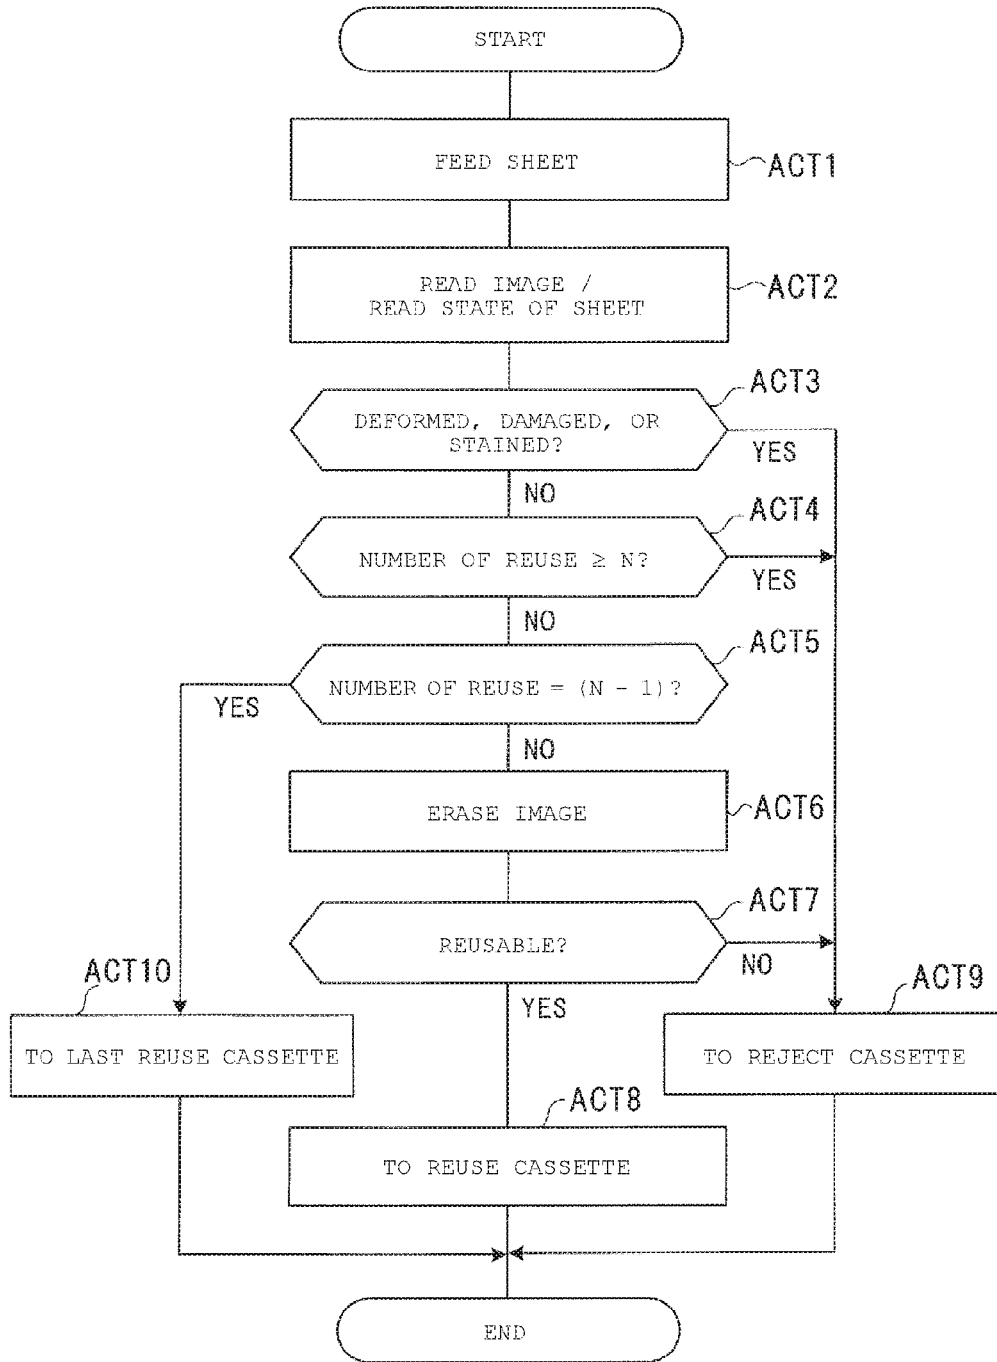 START
FEED SHEET
ACT1
READ IMAGE /
READ STATE OF SHEET
ACT2
ACT3
DEFORMED, DAMAGED, OR
STAINED?
YES
NO
ACT4
NUMBER OF REUSE ≥ N?
YES
NO
ACT5
NUMBER OF REUSE = (N - 1)?
YES
NO
ERASE IMAGE
ACT6
ACT7
REUSABLE?
NO
YES
ACT10
TO LAST REUSE CASSETTE
ACT9
TO REJECT CASSETTE
ACT8
TO REUSE CASSETTE
END